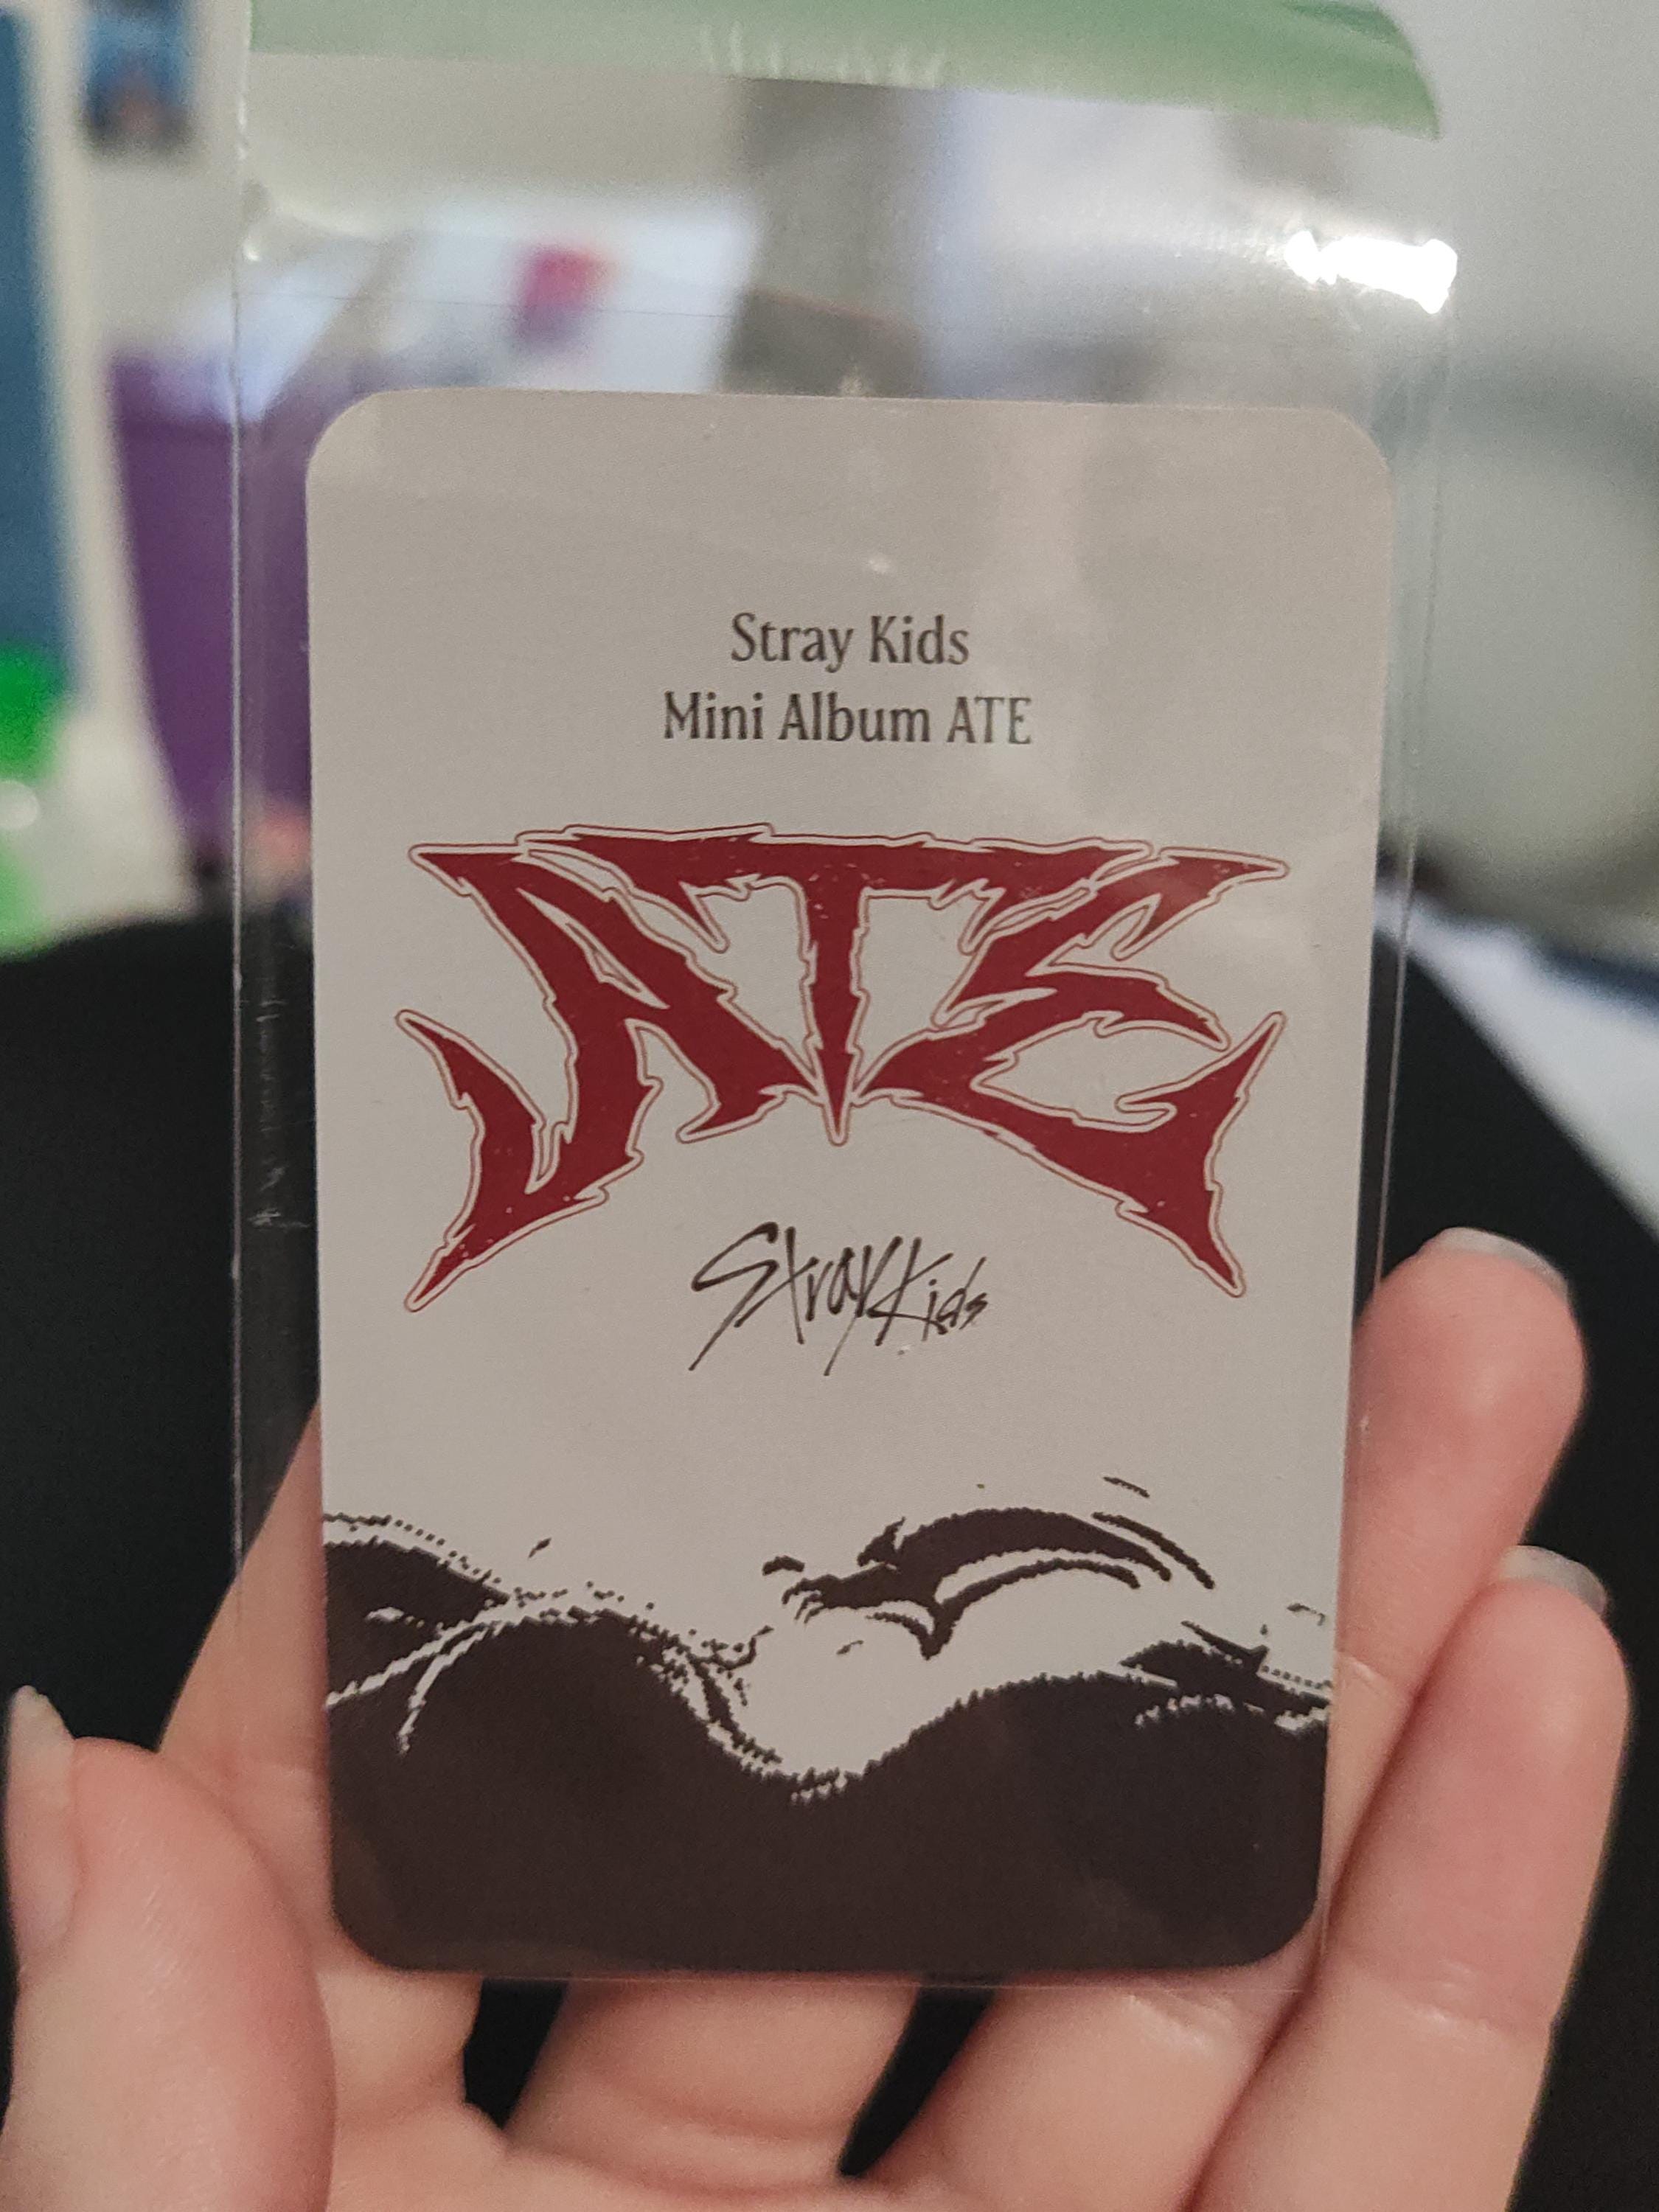 Stray Kids
Mini Album ATE
ATE
Stray Kids